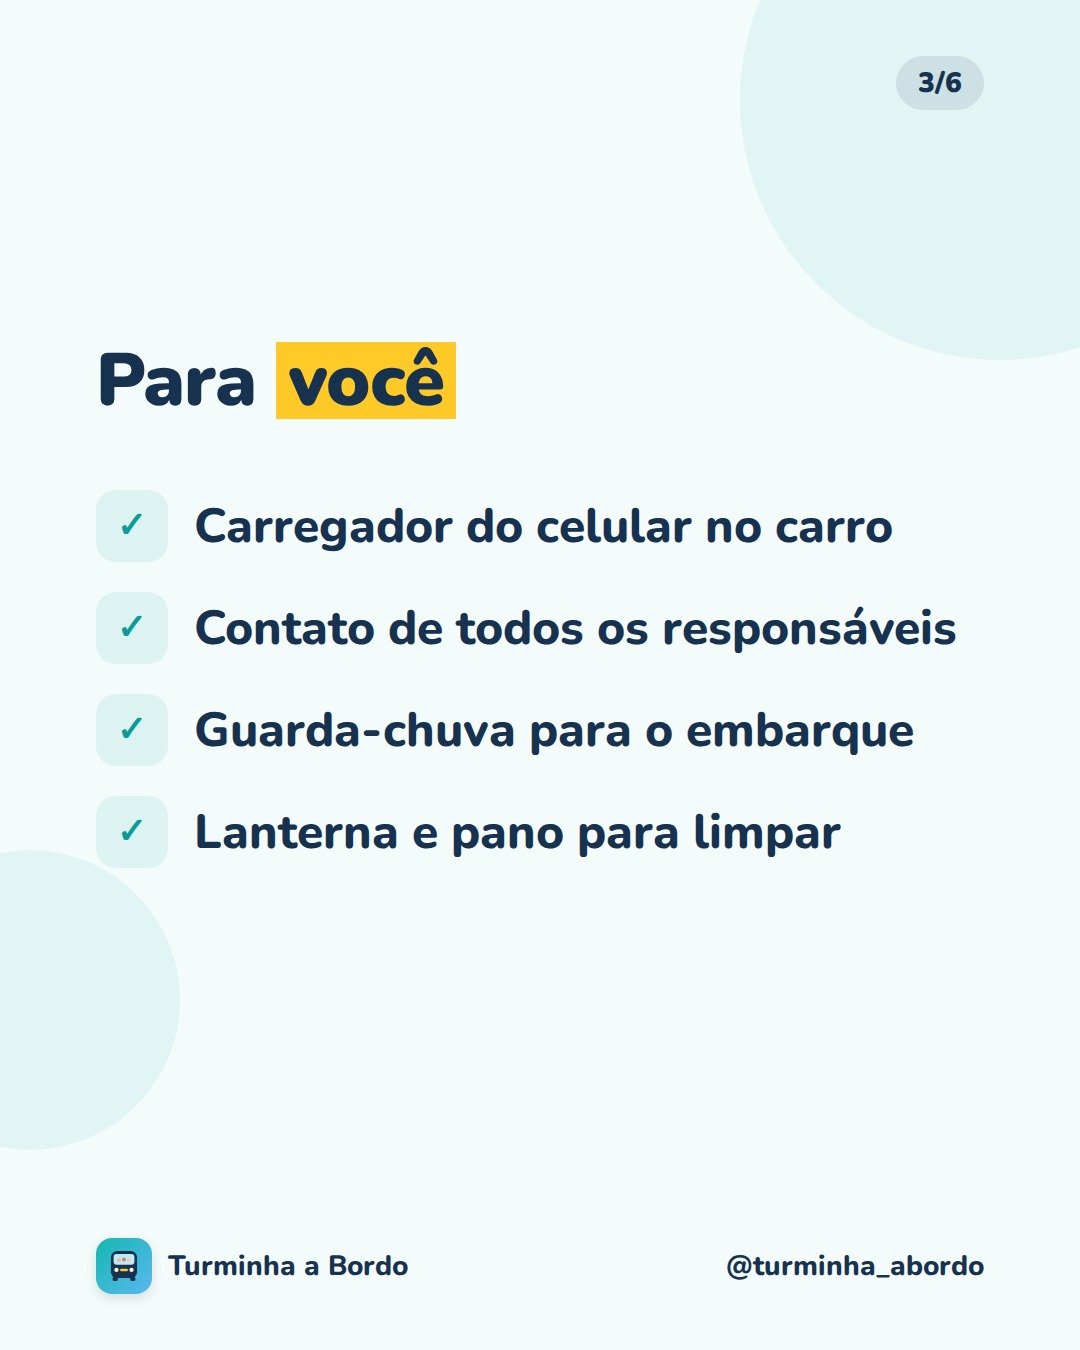 3/6
Para você
✓ Carregador do celular no carro
✓ Contato de todos os responsáveis
✓ Guarda-chuva para o embarque
✓ Lanterna e pano para limpar
Turminha a Bordo
@turminha_abordo